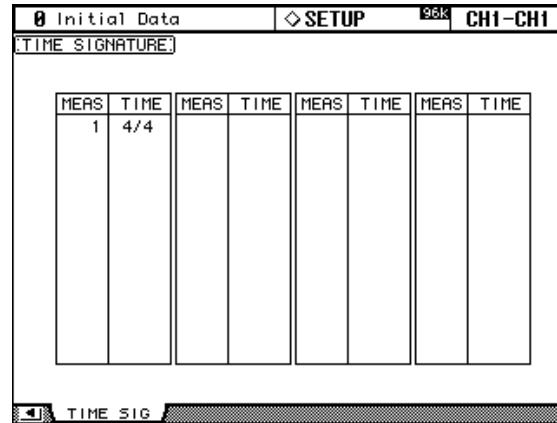 0 Initial Data ◇SETUP 96k CH1-CH1
TIME SIGNATURE
MEAS TIME MEAS TIME MEAS TIME MEAS TIME
1 4/4
TIME SIG